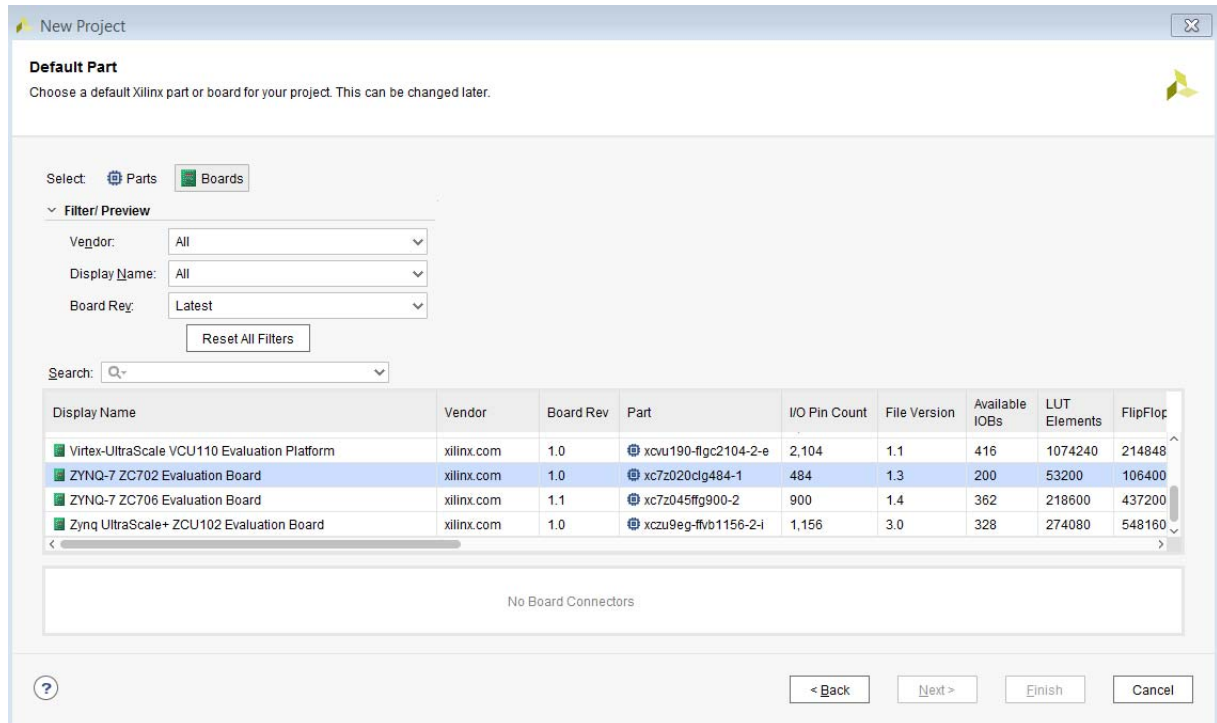 New Project
Default Part
Choose a default Xilinx part or board for your project. This can be changed later.
Select: Parts Boards
Filter/ Preview
Vendor: All
Display Name: All
Board Rev: Latest
Reset All Filters
Search:
Display Name Vendor Board Rev Part I/O Pin Count File Version Available IOBs LUT Elements FlipFlop
Virtex-UltraScale VCU110 Evaluation Platform xilinx.com 1.0 xcvu190-flgc2104-2-e 2,104 1.1 416 1074240 214848
ZYNQ-7 ZC702 Evaluation Board xilinx.com 1.0 xc7z020clg484-1 484 1.3 200 53200 106400
ZYNQ-7 ZC706 Evaluation Board xilinx.com 1.1 xc7z045ffg900-2 900 1.4 362 218600 437200
Zynq UltraScale+ ZCU102 Evaluation Board xilinx.com 1.0 xczu9eg-ffvb1156-2-i 1,156 3.0 328 274080 548160
No Board Connectors
? < Back Next > Finish Cancel